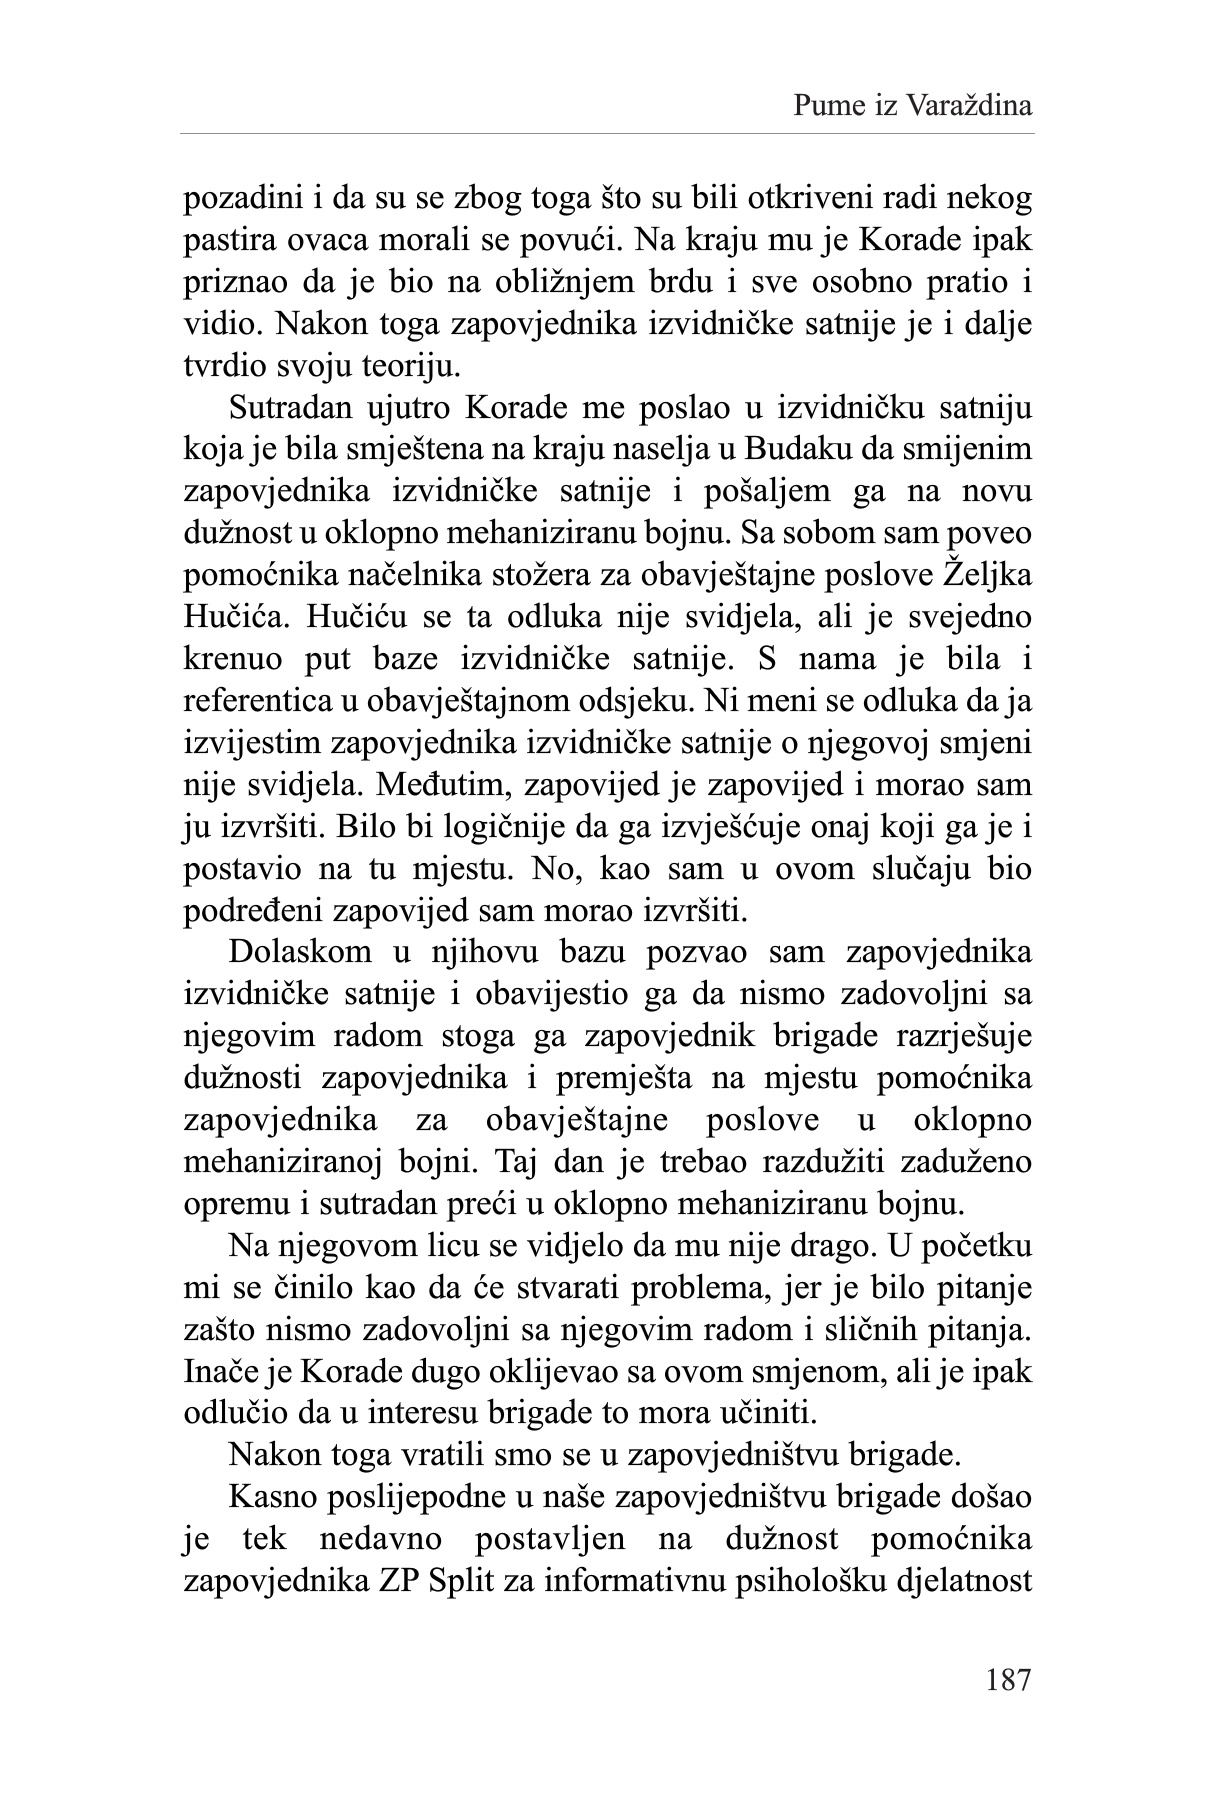 Pume iz Varaždina
pozadini i da su se zbog toga što su bili otkriveni radi nekog
pastira ovaca morali se povući. Na kraju mu je Korade ipak
priznao da je bio na obližnjem brdu i sve osobno pratio i
vidio. Nakon toga zapovjednika izvidničke satnije je i dalje
tvrdio svoju teoriju.
Sutradan ujutro Korade me poslao u izvidničku satniju
koja je bila smještena na kraju naselja u Budaku da smijenim
zapovjednika izvidničke satnije i pošaljem ga na novu
dužnost u oklopno mehaniziranu bojnu. Sa sobom sam poveo
pomoćnika načelnika stožera za obavještajne poslove Željka
Hučića. Hučiću se ta odluka nije svidjela, ali je svejedno
krenuo put baze izvidničke satnije. S nama je bila i
referentica u obavještajnom odsjeku. Ni meni se odluka da ja
izvijestim zapovjednika izvidničke satnije o njegovoj smjeni
nije svidjela. Međutim, zapovijed je zapovijed i morao sam
ju izvršiti. Bilo bi logičnije da ga izvješćuje onaj koji ga je i
postavio na tu mjestu. No, kao sam u ovom slučaju bio
podređeni zapovijed sam morao izvršiti.
Dolaskom u njihovu bazu pozvao sam zapovjednika
izvidničke satnije i obavijestio ga da nismo zadovoljni sa
njegovim radom stoga ga zapovjednik brigade razrješuje
dužnosti zapovjednika i premješta na mjestu pomoćnika
zapovjednika za obavještajne poslove u oklopno
mehaniziranoj bojni. Taj dan je trebao razdužiti zaduženo
opremu i sutradan preći u oklopno mehaniziranu bojnu.
Na njegovom licu se vidjelo da mu nije drago. U početku
mi se činilo kao da će stvarati problema, jer je bilo pitanje
zašto nismo zadovoljni sa njegovim radom i sličnih pitanja.
Inače je Korade dugo oklijevao sa ovom smjenom, ali je ipak
odlučio da u interesu brigade to mora učiniti.
Nakon toga vratili smo se u zapovjedništvu brigade.
Kasno poslijepodne u naše zapovjedništvu brigade došao
je tek nedavno postavljen na dužnost pomoćnika
zapovjednika ZP Split za informativnu psihološku djelatnost
187